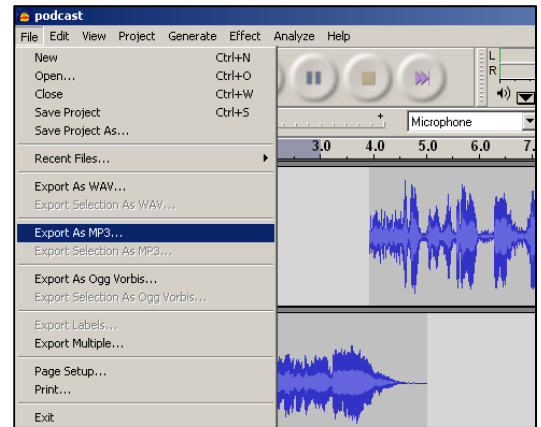 podcast
File Edit View Project Generate Effect Analyze Help
New Ctrl+N
Open... Ctrl+O
Close Ctrl+W
Save Project Ctrl+S
Save Project As...
Recent Files...
Export As WAV...
Export Selection As WAV...
Export As MP3...
Export Selection As MP3...
Export As Ogg Vorbis...
Export Selection As Ogg Vorbis...
Export Labels...
Export Multiple...
Page Setup...
Print...
Exit
L
R
+
Microphone
3.0 4.0 5.0 6.0 7.